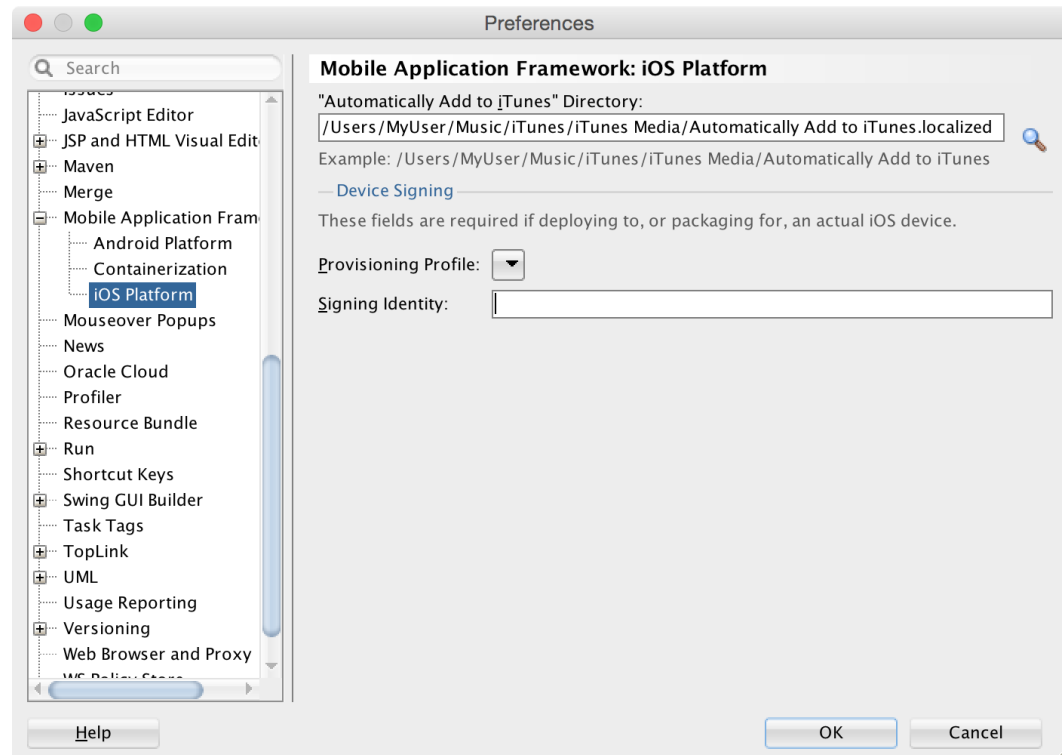 Preferences
Search
Issues
JavaScript Editor
JSP and HTML Visual Edit
Maven
Merge
Mobile Application Fram
Android Platform
Containerization
iOS Platform
Mouseover Popups
News
Oracle Cloud
Profiler
Resource Bundle
Run
Shortcut Keys
Swing GUI Builder
Task Tags
TopLink
UML
Usage Reporting
Versioning
Web Browser and Proxy
WS Policy Store
Mobile Application Framework: iOS Platform
"Automatically Add to iTunes" Directory:
/Users/MyUser/Music/iTunes/iTunes Media/Automatically Add to iTunes.localized
Example: /Users/MyUser/Music/iTunes/iTunes Media/Automatically Add to iTunes
Device Signing
These fields are required if deploying to, or packaging for, an actual iOS device.
Provisioning Profile:
Signing Identity:
Help
OK
Cancel